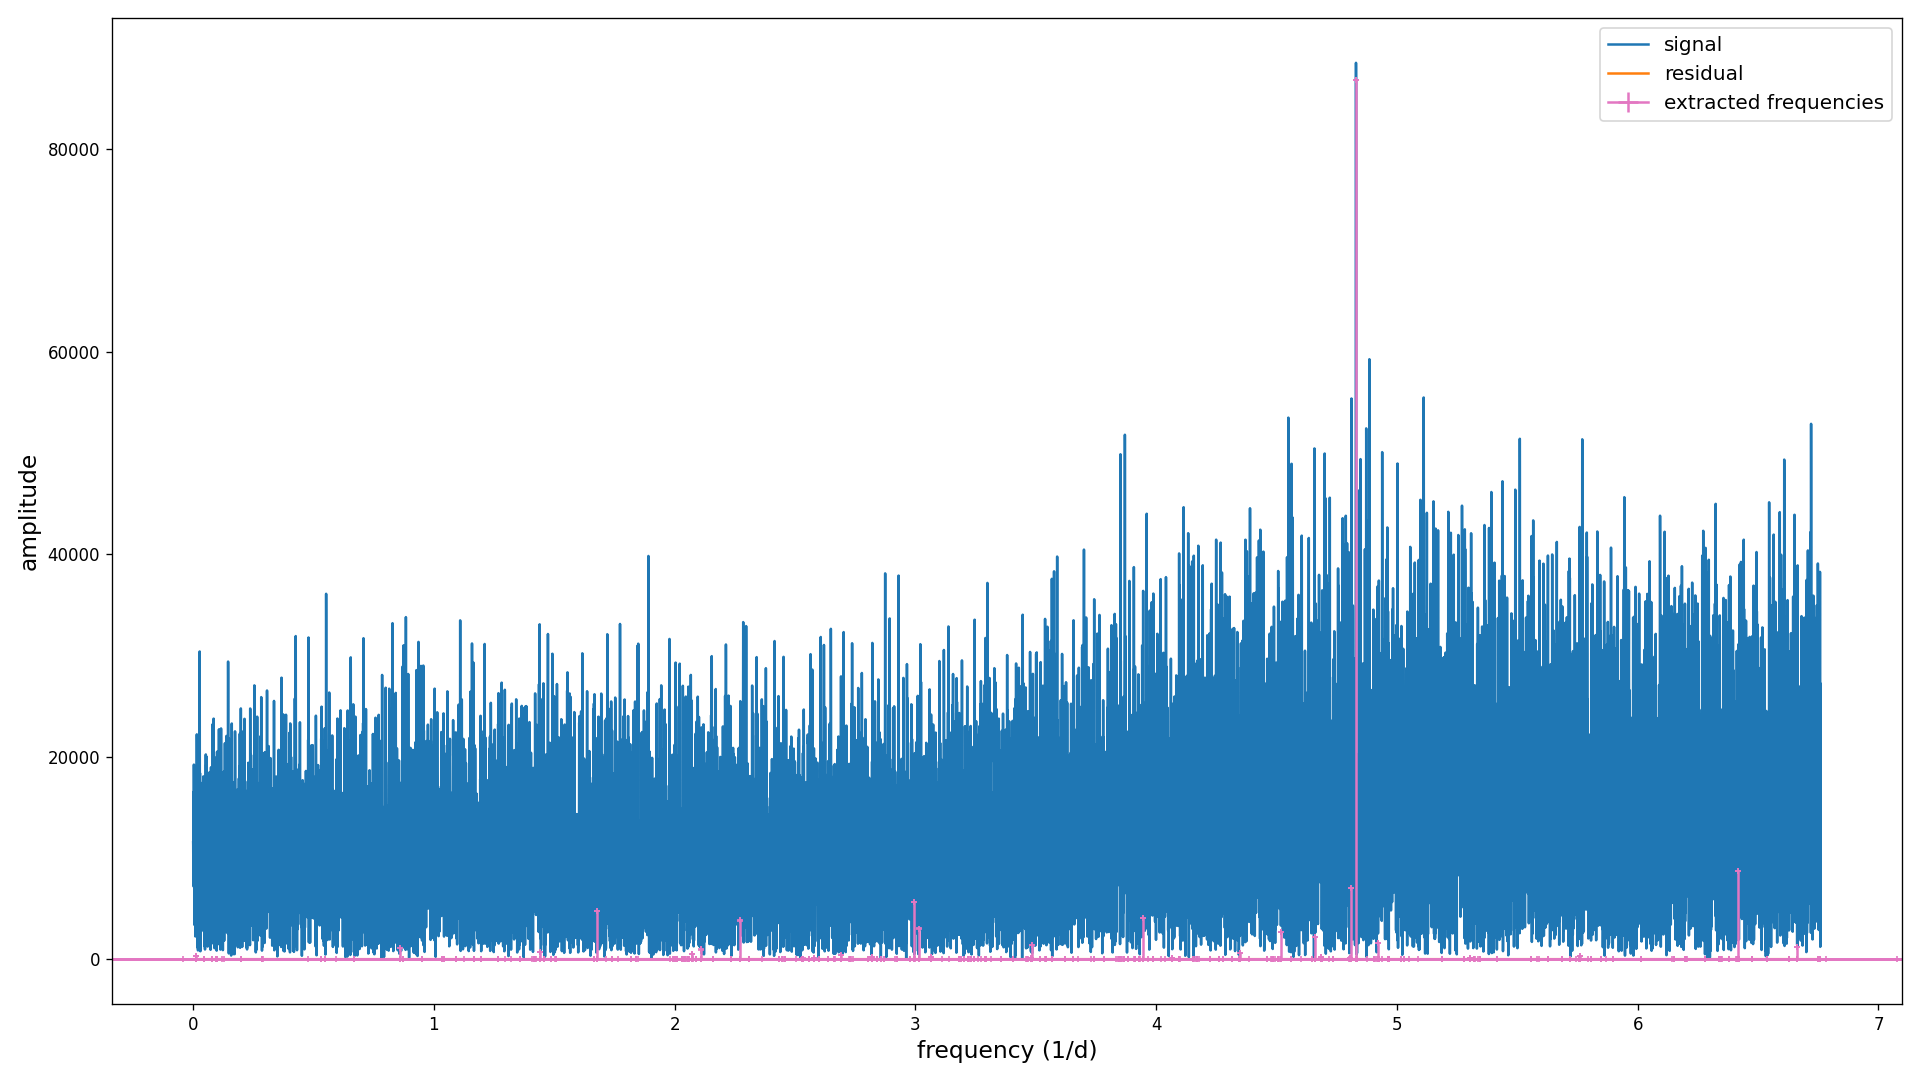 signal
residual
extracted frequencies
amplitude
80000
60000
40000
20000
0
0 1 2 3 4 5 6 7
frequency (1/d)